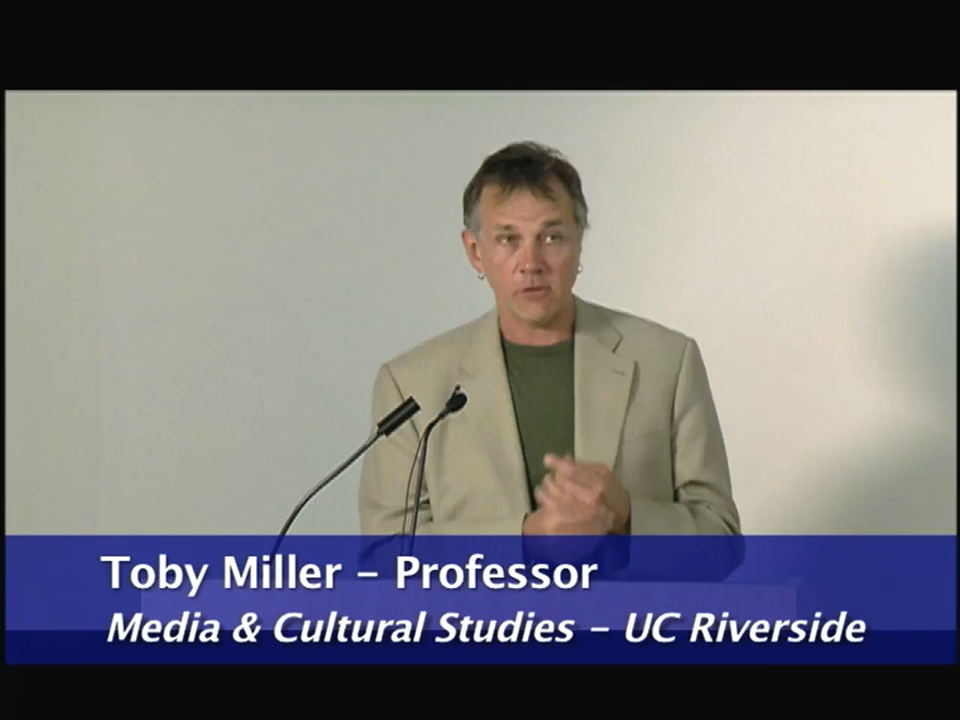 Toby Miller – Professor
Media & Cultural Studies – UC Riverside